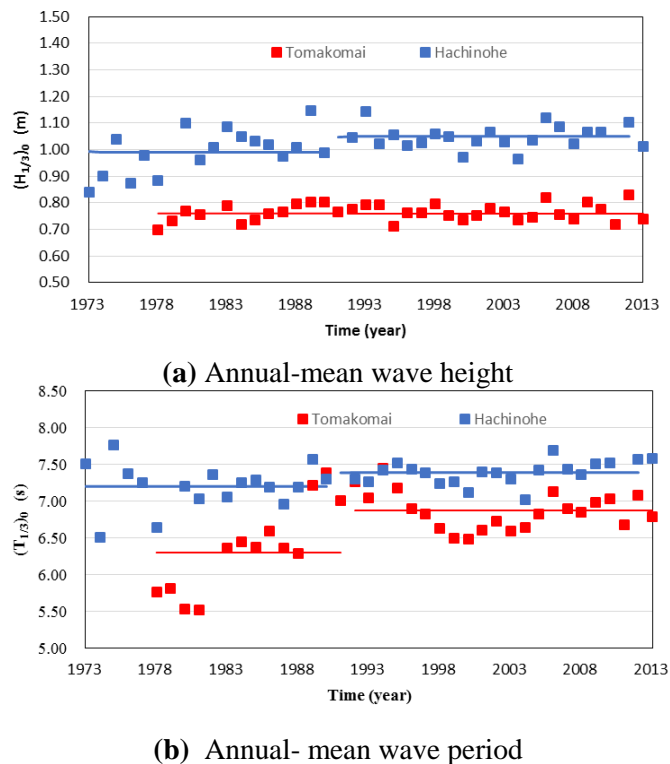 1.50
1.40
1.30
1.20
1.10
1.00
0.90
0.80
0.70
0.60
0.50
(H1/3)0 (m)
Tomakomai Hachinohe
1973 1978 1983 1988 1993 1998 2003 2008 2013
Time (year)
(a) Annual-mean wave height
8.50
8.00
7.50
7.00
6.50
6.00
5.50
5.00
(T1/3)0 (s)
Tomakomai Hachinohe
1973 1978 1983 1988 1993 1998 2003 2008 2013
Time (year)
(b) Annual- mean wave period